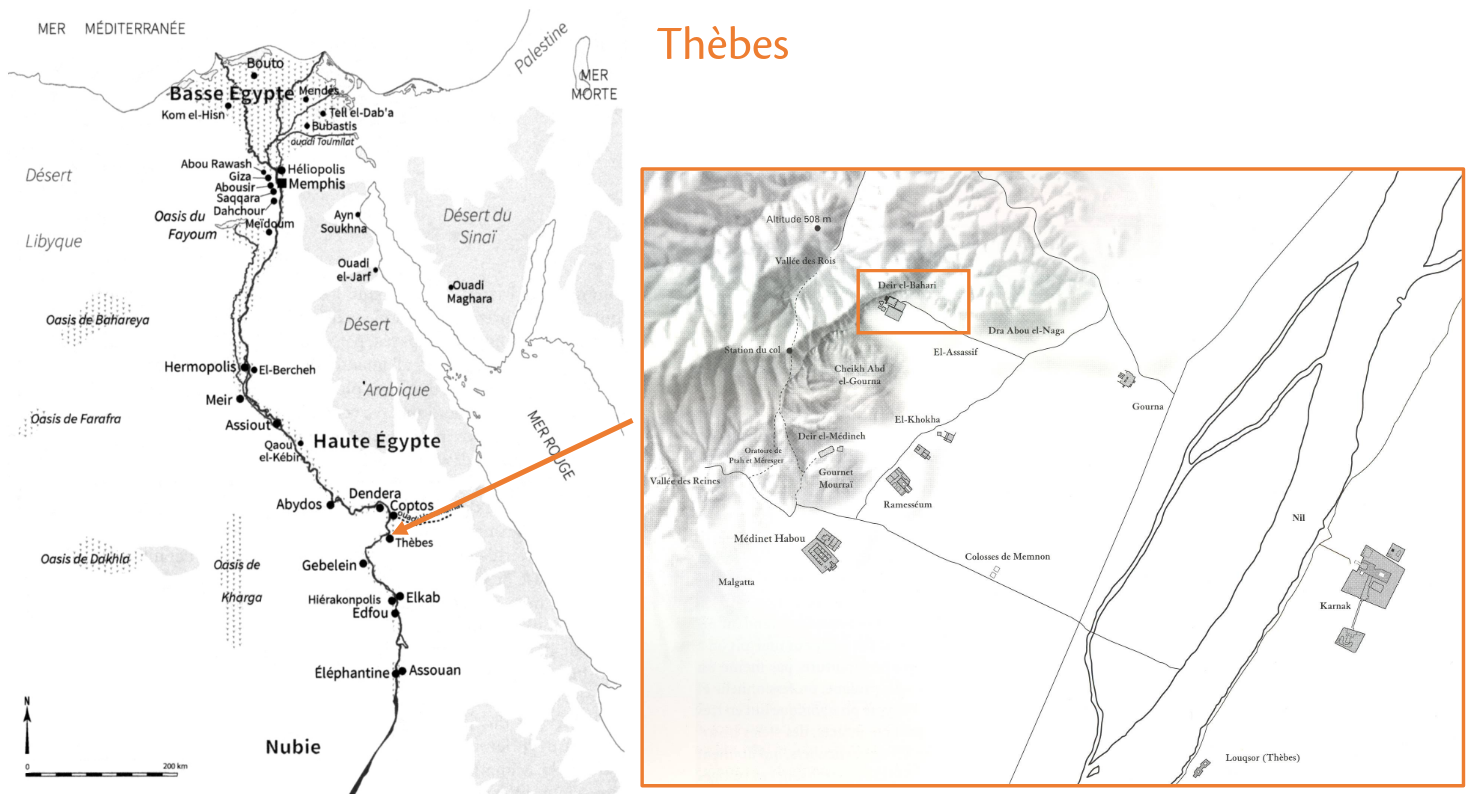 Thèbes
MER MÉDITERRANÉE
Palestine
MER
MORTE
Bouto
Basse Égypte
Mendès
Kom el-Hisn
Tell el-Dab'a
Bubastis
ouadi Toumilat
Désert
Libyque
Abou Rawash
Giza
Abousir
Saqqara
Dahchour
Héliopolis
Memphis
Oasis du
Fayoum
Meïdoum
Ayn
Soukhna
Désert du
Sinaï
Ouadi
el-Jarf
Ouadi
Maghara
Oasis de Bahareya
Désert
Arabique
Hermopolis
El-Bercheh
Meir
Oasis de Farafra
Assiout
Qaou
el-Kébir
Haute Égypte
MER ROUGE
Dendera
Abydos
Coptos
Thèbes
Oasis de Dakhla
Oasis de
Kharga
Gebelein
Hiérakonpolis
Elkab
Edfou
Éléphantine
Assouan
Nubie
N
0
200 km
Altitude 508 m
Vallée des Rois
Deir el-Bahari
Dra Abou el-Naga
El-Assassif
Station du col
Cheikh Abd
el-Gourna
Gourna
El-Khokha
Deir el-Médineh
Oratoire de
Ptah et Méresger
Gournet
Mourraï
Vallée des Reines
Ramesséum
Médinet Habou
Colosses de Memnon
Malgatta
Nil
Karnak
Louqsor (Thèbes)